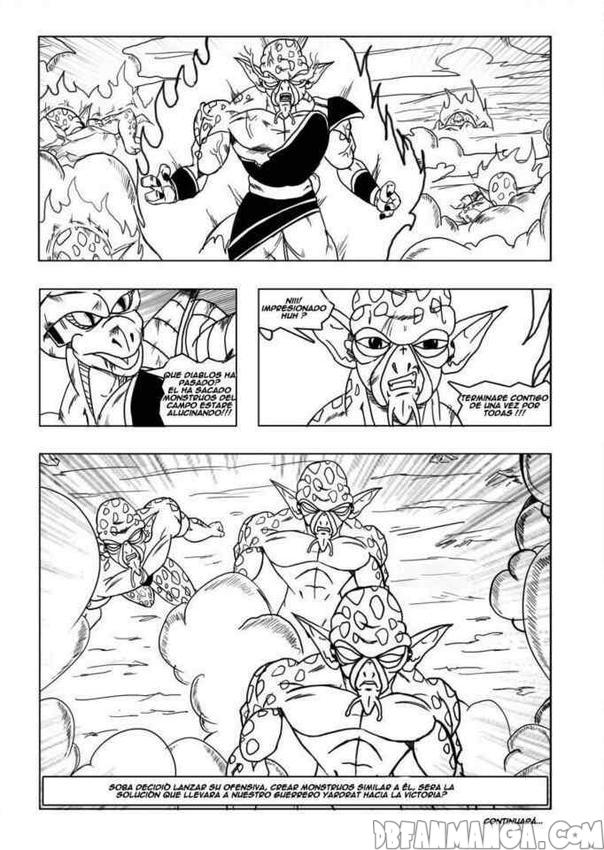 NIII!
IMPRESIONADO
HUH ?
QUE DIABLOS HA
PASADO?
EL HA SACADO
MONSTRUOS DEL
CAMPO ESTARE
ALUCINANDO!!!
TERMINARE CONTIGO
DE UNA VEZ POR
TODAS !!!
SOBA DECIDIÒ LANZAR SU OFENSIVA, CREAR MONSTRUOS SIMILAR A ÉL, SERA LA
SOLUCIÓN QUE LLEVARA A NUESTRO GUERRERO YARDRAT HACIA LA VICTORIA?
CONTINUARÁ...
DBFANMANGA.COM